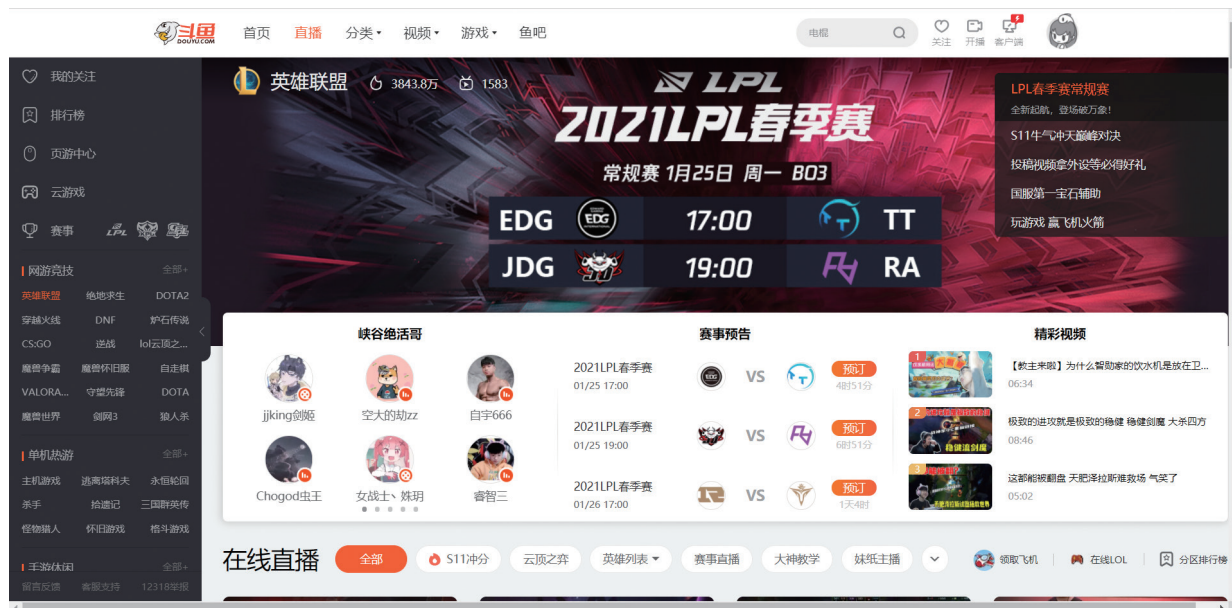 斗鱼
DOUYU.COM
首页 直播 分类 视频 游戏 鱼吧
电棍
关注 开播 客户端
我的关注
排行榜
页游中心
云游戏
赛事 LPL
网游竞技 全部+
英雄联盟 绝地求生 DOTA2
穿越火线 DNF 炉石传说
CS:GO 逆战 lol云顶之...
魔兽争霸 魔兽怀旧服 自走棋
VALORA... 守望先锋 DOTA
魔兽世界 剑网3 狼人杀
单机热游 全部+
主机游戏 逃离塔科夫 永恒轮回
杀手 拾遗记 三国群英传
怪物猎人 怀旧游戏 格斗游戏
手游休闲 全部+
留言反馈 客服支持 12318举报
英雄联盟 3843.8万 1583
LPL
2021LPL春季赛
常规赛 1月25日 周一 BO3
EDG EDG 17:00 TT
JDG 19:00 RA
LPL春季赛常规赛
全新起航，登场破万象!
S11牛气冲天巅峰对决
投稿视频拿外设等必得好礼
国服第一宝石辅助
玩游戏 赢飞机火箭
峡谷绝活哥
jjking剑姬 空大的劫zz 自宇666
Chogod虫王 女战士、姝玥 睿智三
赛事预告
2021LPL春季赛
01/25 17:00
EDG VS 预订
4时51分
2021LPL春季赛
01/25 19:00
VS 预订
6时51分
2021LPL春季赛
01/26 17:00
VS 预订
1天4时
精彩视频
1
【教主来啦】为什么智勋家的饮水机是放在卫...
06:34
2
极致的进攻就是极致的稳健 稳健剑魔 大杀四方
08:46
稳健流剑魔
3
这都能被翻盘 天肥泽拉斯难救场 气笑了
05:02
在线直播 全部 S11冲分 云顶之弈 英雄列表 赛事直播 大神教学 妹纸主播
领取飞机 在线LOL 分区排行榜